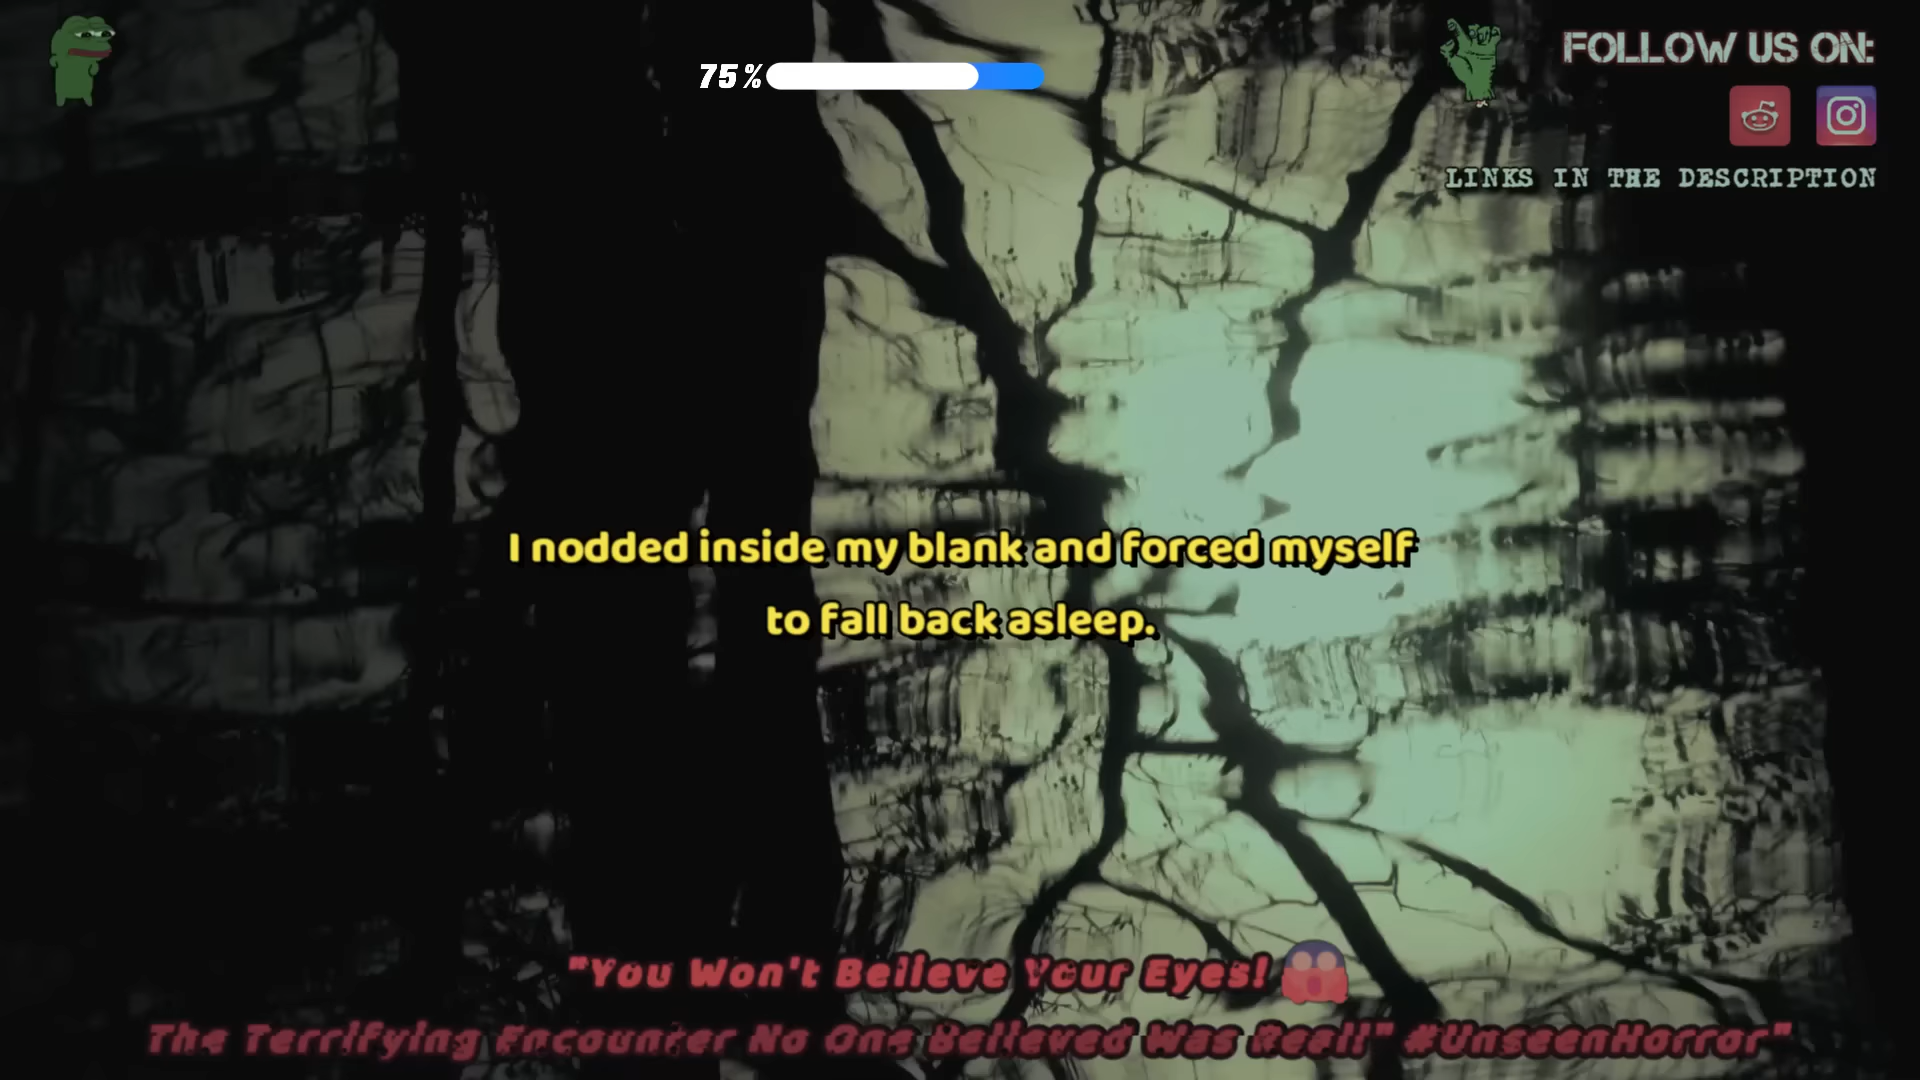 75%
FOLLOW US ON:
LINKS IN THE DESCRIPTION
I nodded inside my blank and forced myself
to fall back asleep.
"You Won't Believe Your Eyes! 😱
The Terrifying Encounter No One Believed Was Real!" #UnseenHorror"